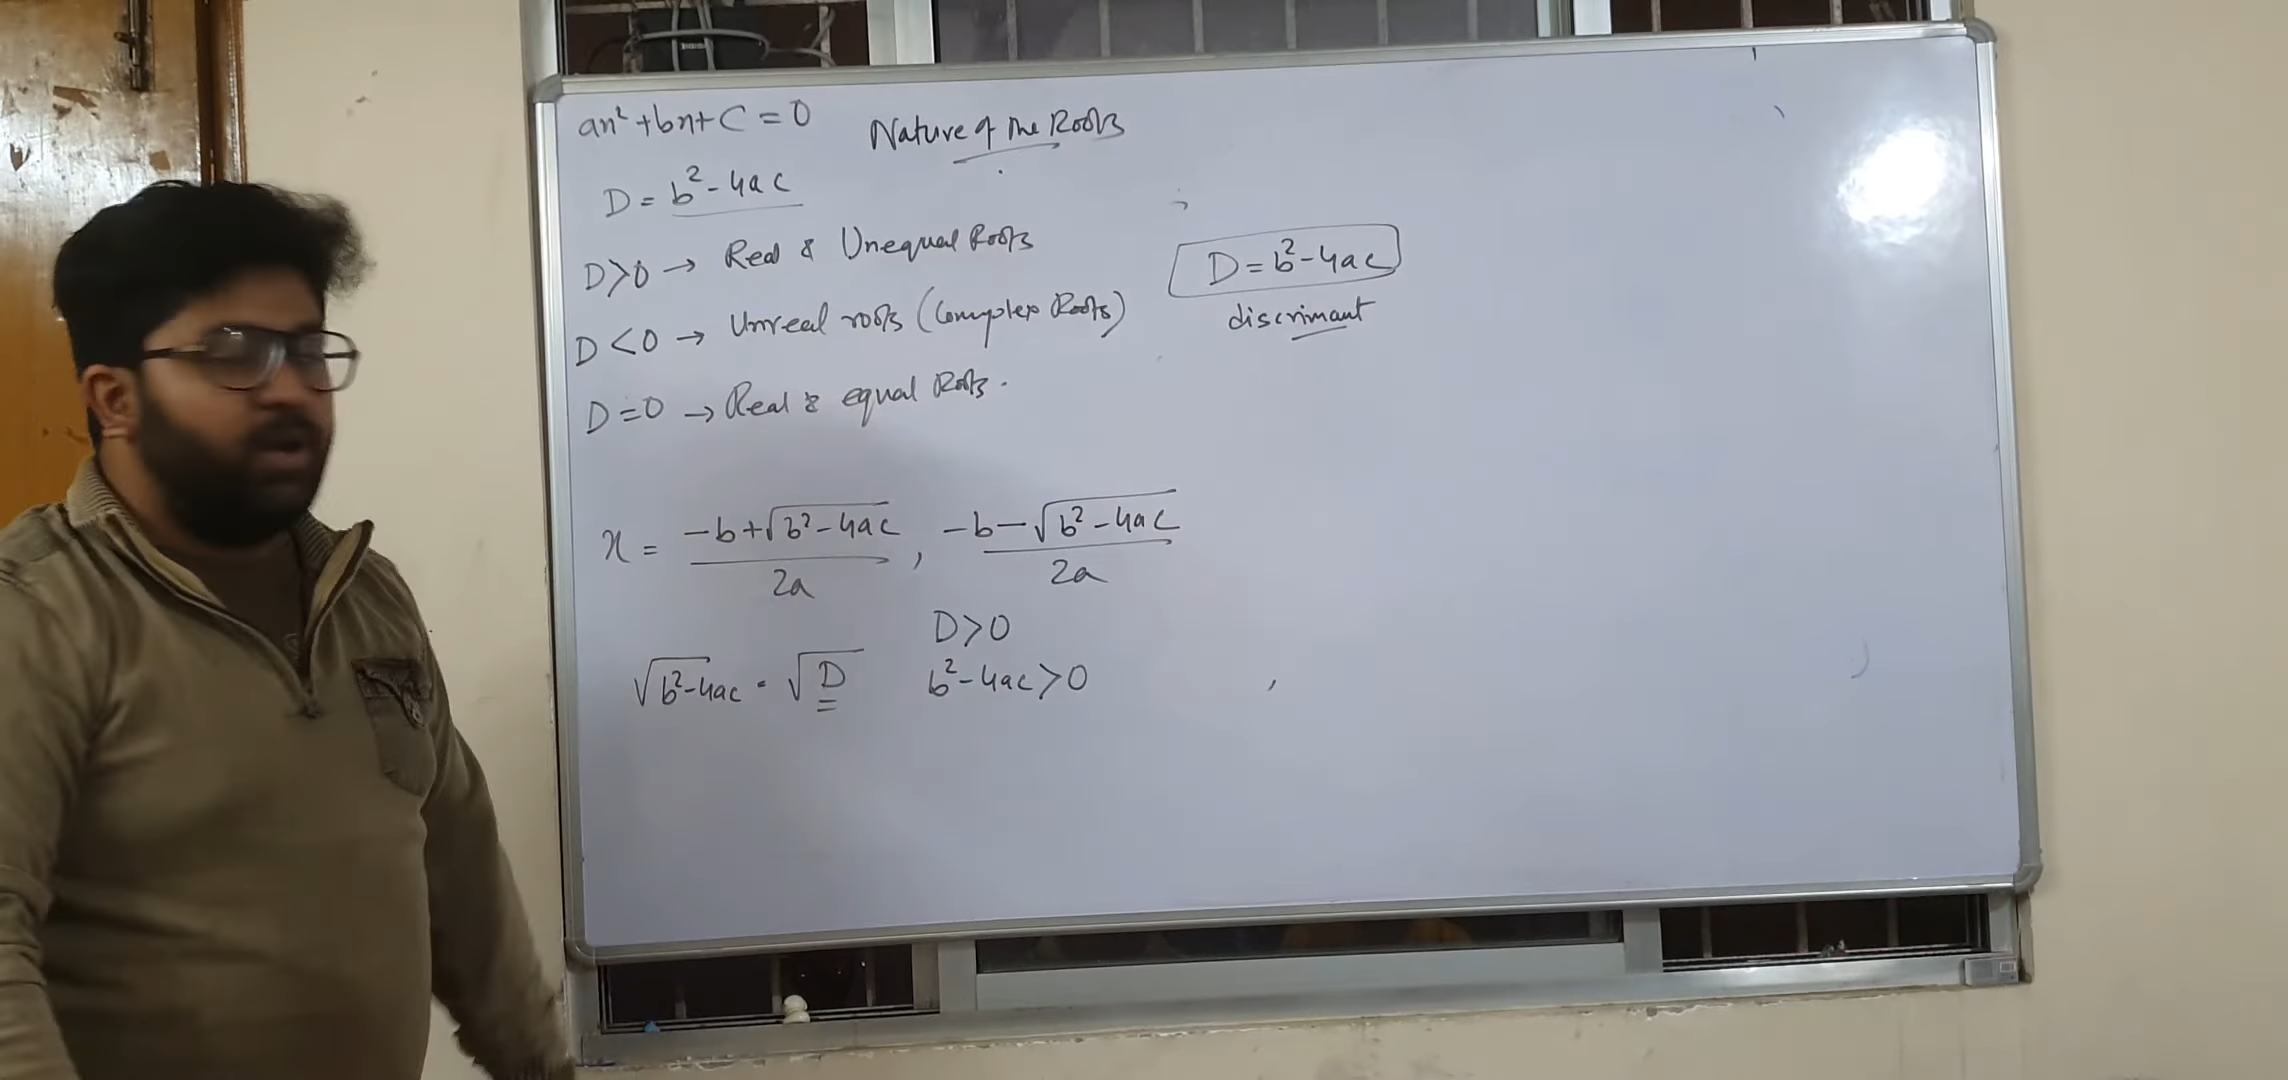 ax²+bx+C=0
Nature of the Roots
D=b²-4ac
D>0 → Real & Unequal Roots
D<0 → Unreal roots (Complex Roots)
D=0 → Real & equal Roots.
D=b²-4ac
discrimant
x = (-b+√(b²-4ac))/2a , (-b-√(b²-4ac))/2a
√b²-4ac = √D
D>0
b²-4ac>0